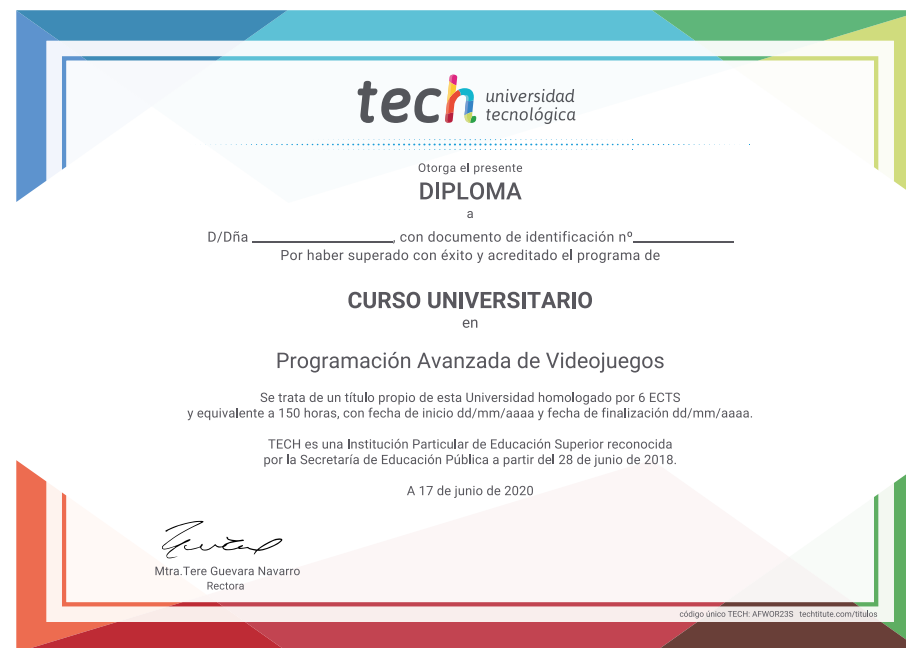 tech universidad
tecnológica
Otorga el presente
DIPLOMA
a
D/Dña ____________________, con documento de identificación nº______________
Por haber superado con éxito y acreditado el programa de
CURSO UNIVERSITARIO
en
Programación Avanzada de Videojuegos
Se trata de un título propio de esta Universidad homologado por 6 ECTS
y equivalente a 150 horas, con fecha de inicio dd/mm/aaaa y fecha de finalización dd/mm/aaaa.
TECH es una Institución Particular de Educación Superior reconocida
por la Secretaría de Educación Pública a partir del 28 de junio de 2018.
A 17 de junio de 2020
Mtra.Tere Guevara Navarro
Rectora
código único TECH: AFWOR23S techtitute.com/titulos